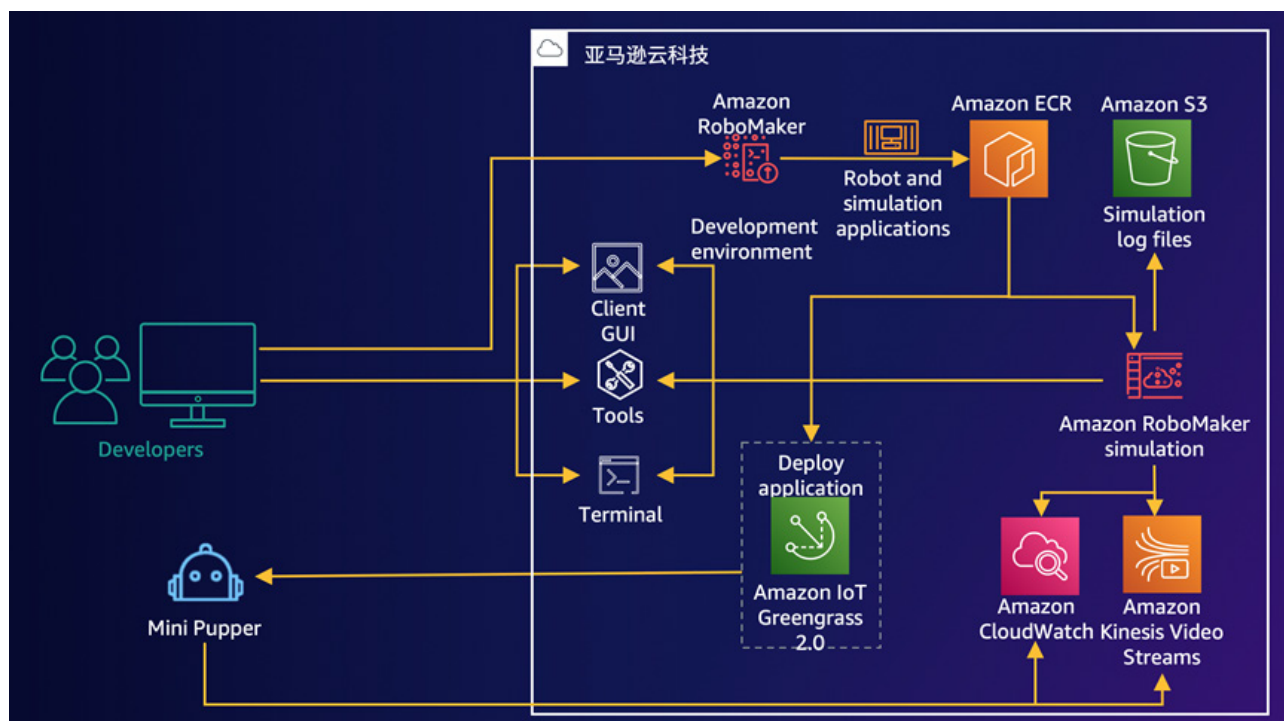 亚马逊云科技
Amazon
RoboMaker
Development
environment
Robot and
simulation
applications
Amazon ECR
Amazon S3
Simulation
log files
Client
GUI
Tools
Terminal
Developers
Amazon RoboMaker
simulation
Deploy
application
Amazon IoT
Greengrass
2.0
Mini Pupper
Amazon
CloudWatch
Amazon
Kinesis Video
Streams